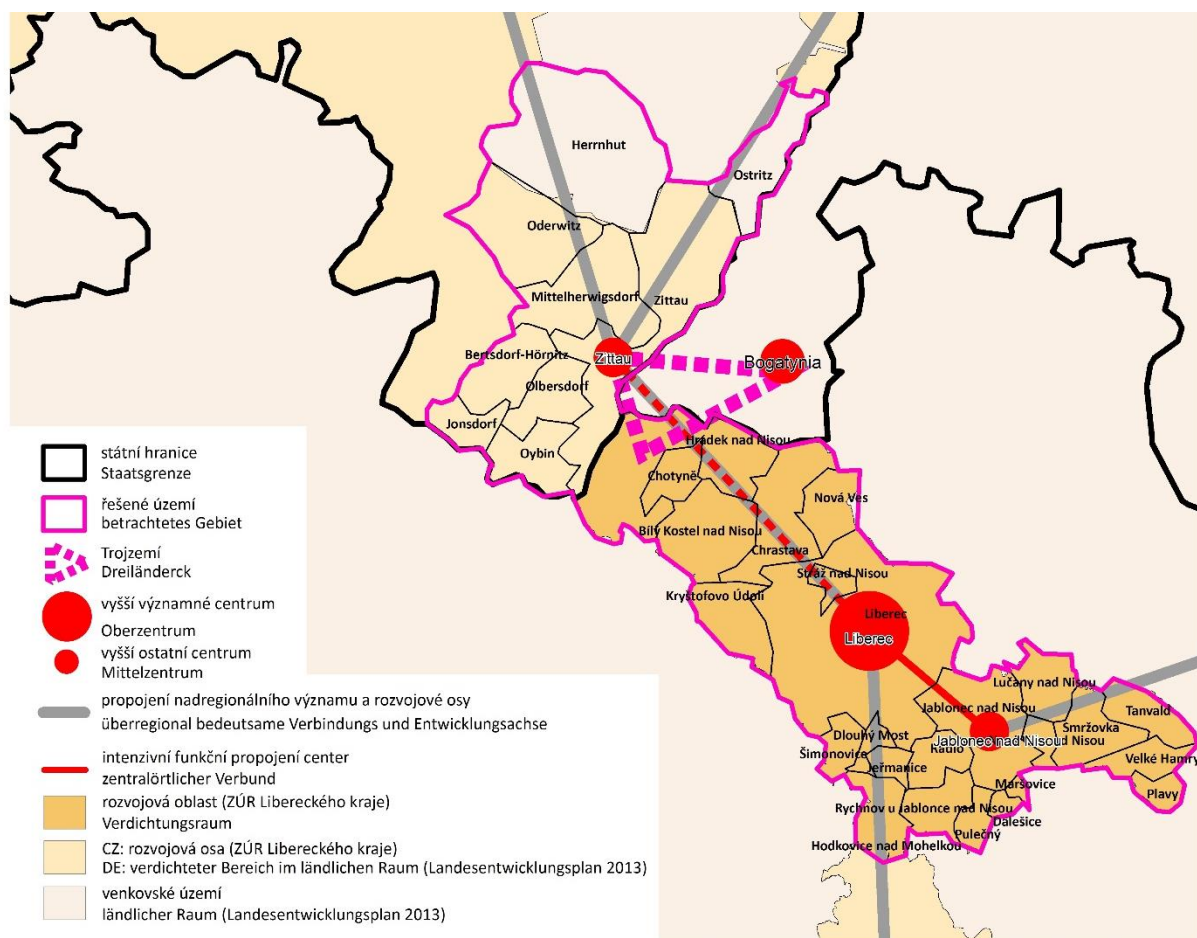 Herrnhut
Ostritz
Oderwitz
Mittelherwigsdorf
Zittau
Bertsdorf-Hörnitz
Zittau
Bogatynia
Olbersdorf
Jonsdorf
Oybin
Hrádek nad Nisou
Chotyně
Nová Ves
Bílý Kostel nad Nisou
Chrastava
Stráž nad Nisou
Kryštofovo Údolí
Liberec
Liberec
Lučany nad Nisou
Jablonec nad Nisou
Tanvald
Smržovka
Dlouhý Most
Jablonec nad Nisou
nad Nisou
Šimonovice
Rádlo
Velké Hamry
Jeřmanice
Maršovice
Plavy
Rychnov u Jablonce nad Nisou
Dalešice
Pulečný
Hodkovice nad Mohelkou
státní hranice
Staatsgrenze
řešené území
betrachtetes Gebiet
Trojzemí
Dreiländerck
vyšší významné centrum
Oberzentrum
vyšší ostatní centrum
Mittelzentrum
propojení nadregionálního významu a rozvojové osy
überregional bedeutsame Verbindungs und Entwicklungsachse
intenzivní funkční propojení center
zentralörtlicher Verbund
rozvojová oblast (ZÚR Libereckého kraje)
Verdichtungsraum
CZ: rozvojová osa (ZÚR Libereckého kraje)
DE: verdichteter Bereich im ländlichen Raum (Landesentwicklungsplan 2013)
venkovské území
ländlicher Raum (Landesentwicklungsplan 2013)